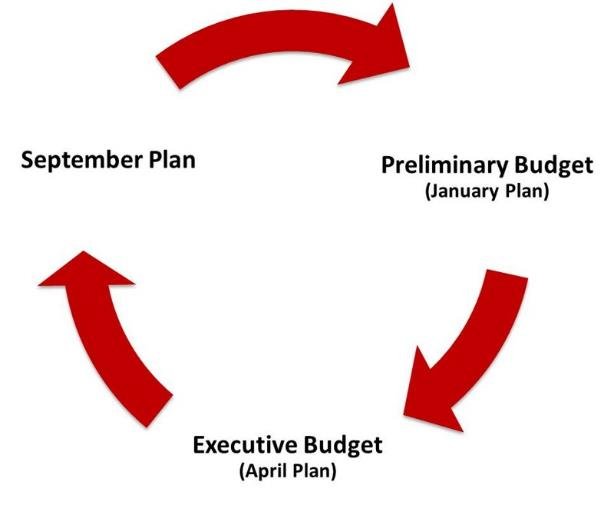 September Plan
Preliminary Budget
(January Plan)
Executive Budget
(April Plan)